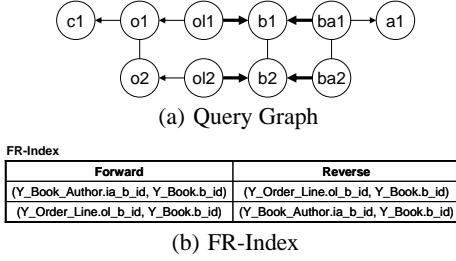 c1 o1 ol1 b1 ba1 a1
o2 ol2 b2 ba2
(a) Query Graph
FR-Index
Forward Reverse
(Y_Book_Author.ia_b_id, Y_Book.b_id) (Y_Order_Line.ol_b_id, Y_Book.b_id)
(Y_Order_Line.ol_b_id, Y_Book.b_id) (Y_Book_Author.ia_b_id, Y_Book.b_id)
(b) FR-Index